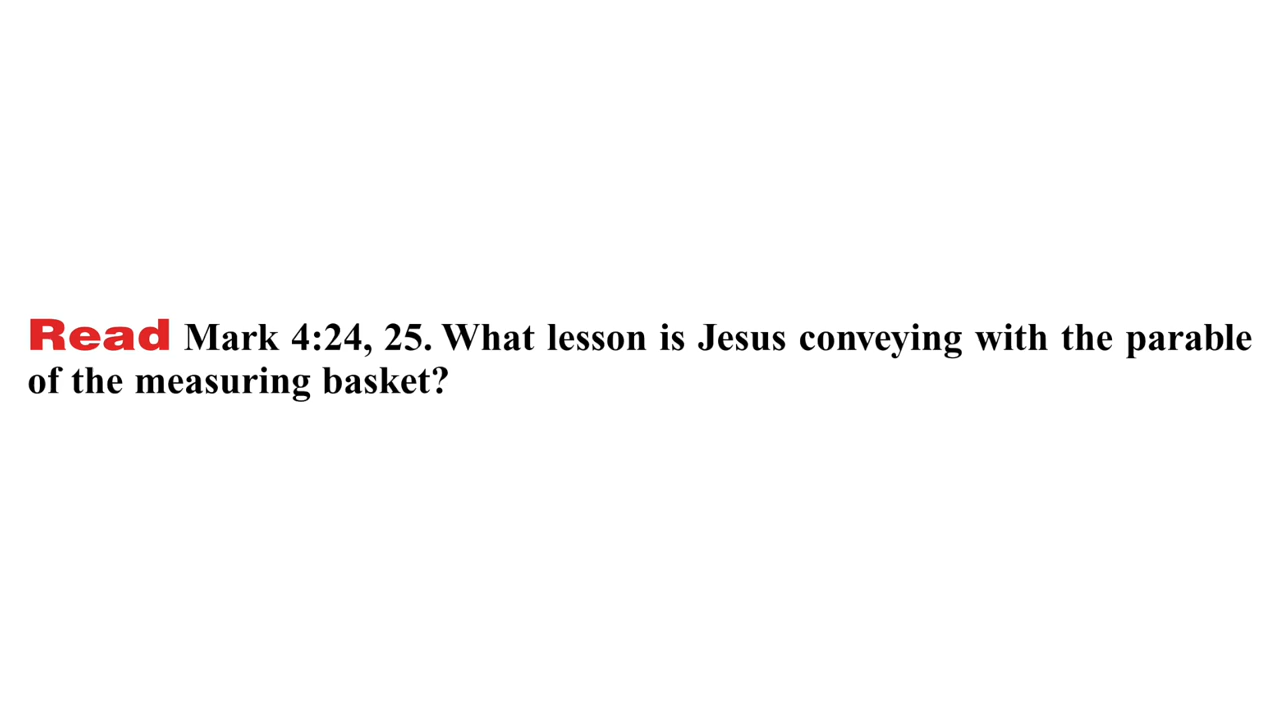 Read Mark 4:24, 25. What lesson is Jesus conveying with the parable
of the measuring basket?